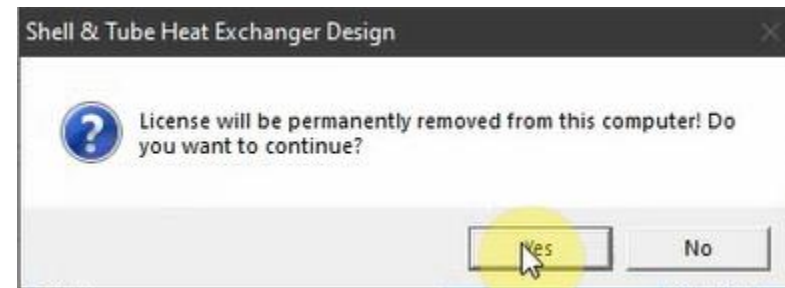 Shell & Tube Heat Exchanger Design
License will be permanently removed from this computer! Do
you want to continue?
Yes
No